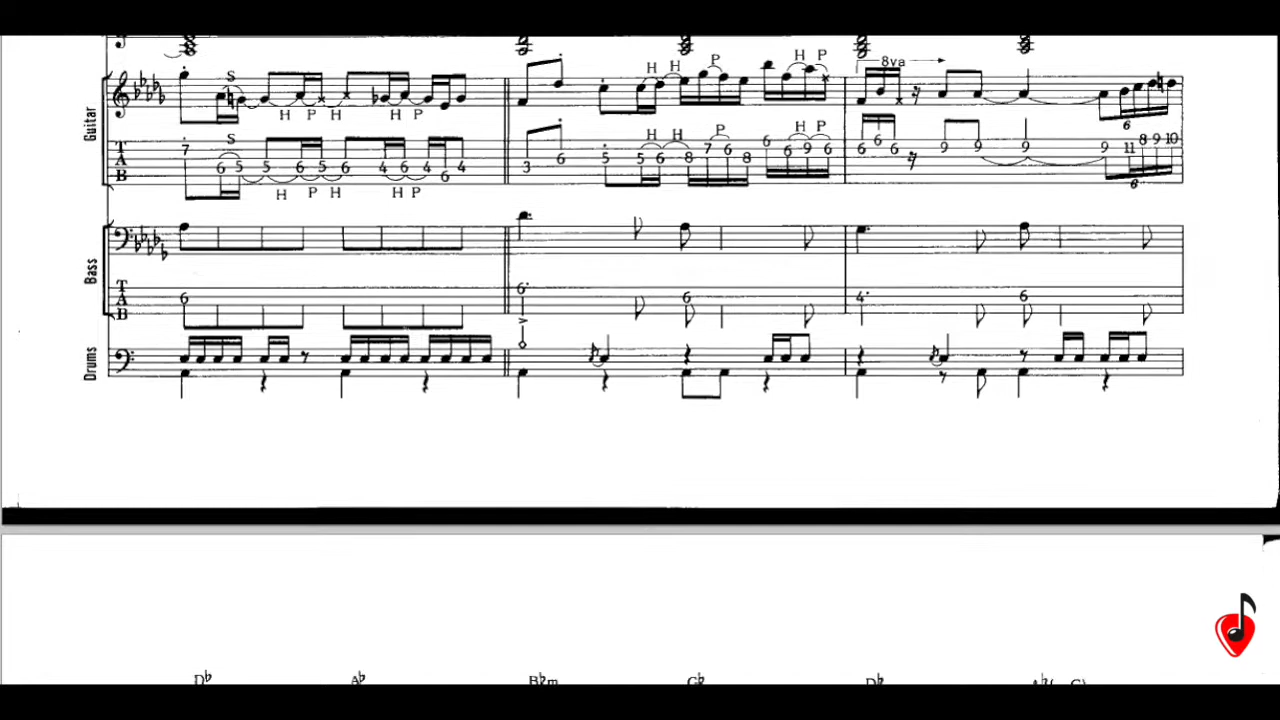 8va
H H P H P
S
Guitar
H P H H P
6
T A B
7 6 5 5 6 5 6 4 6 4 6 4
3 6 5 5 6 8 7 6 8 6 6 9 6
6 6 6 9 9 9 9 11 8 9 10
S
H H P H P
H P H H P
6
Bass
T A B
6 6 6 4 6
Drums
D♭ A♭ B♭m G♭ D♭